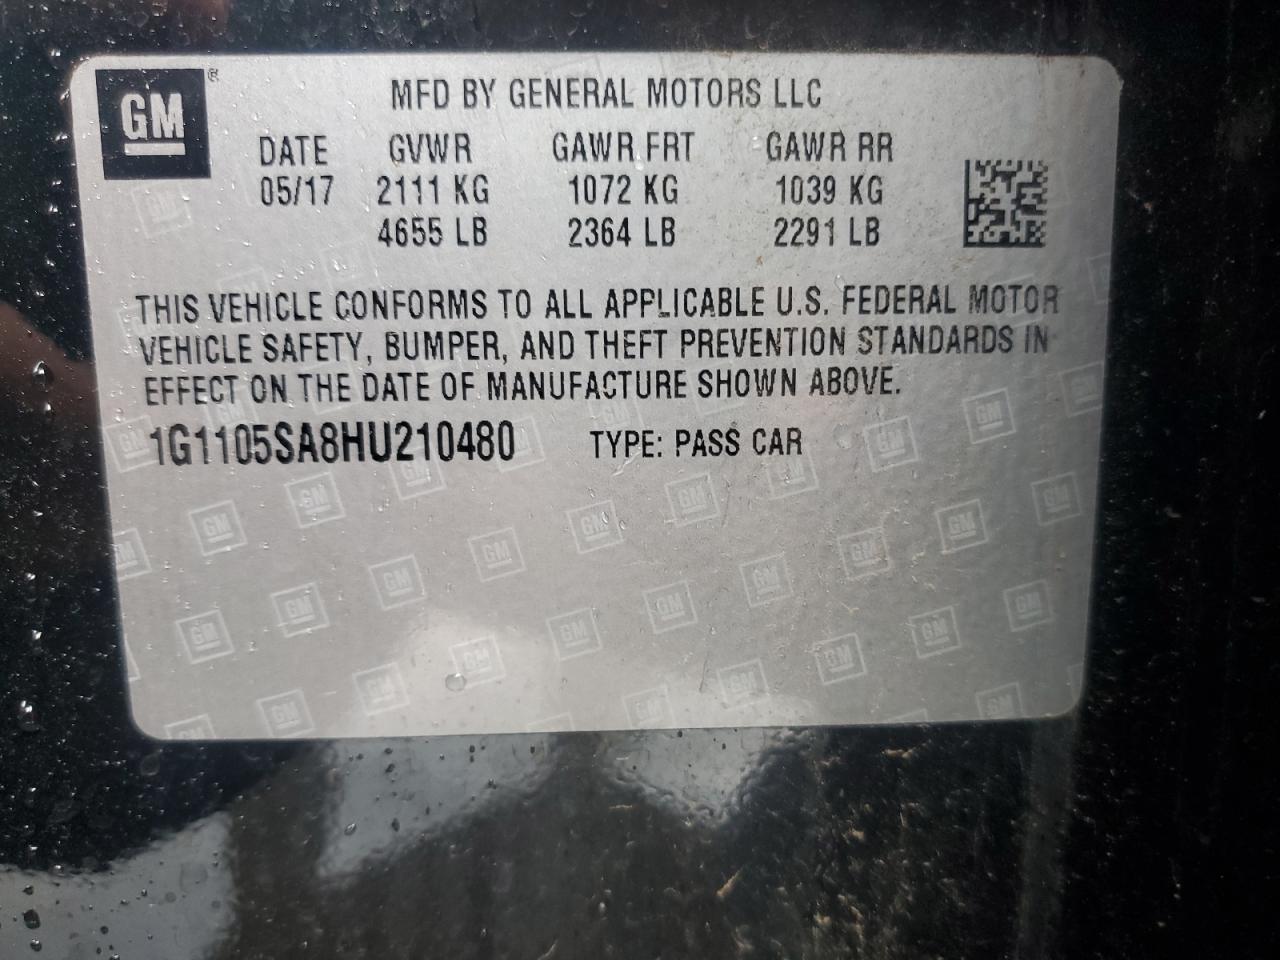 GM
MFD BY GENERAL MOTORS LLC
DATE GVWR GAWR FRT GAWR RR
05/17 2111 KG 1072 KG 1039 KG
4655 LB 2364 LB 2291 LB
THIS VEHICLE CONFORMS TO ALL APPLICABLE U.S. FEDERAL MOTOR
VEHICLE SAFETY, BUMPER, AND THEFT PREVENTION STANDARDS IN
EFFECT ON THE DATE OF MANUFACTURE SHOWN ABOVE.
1G1105SA8HU210480 TYPE: PASS CAR